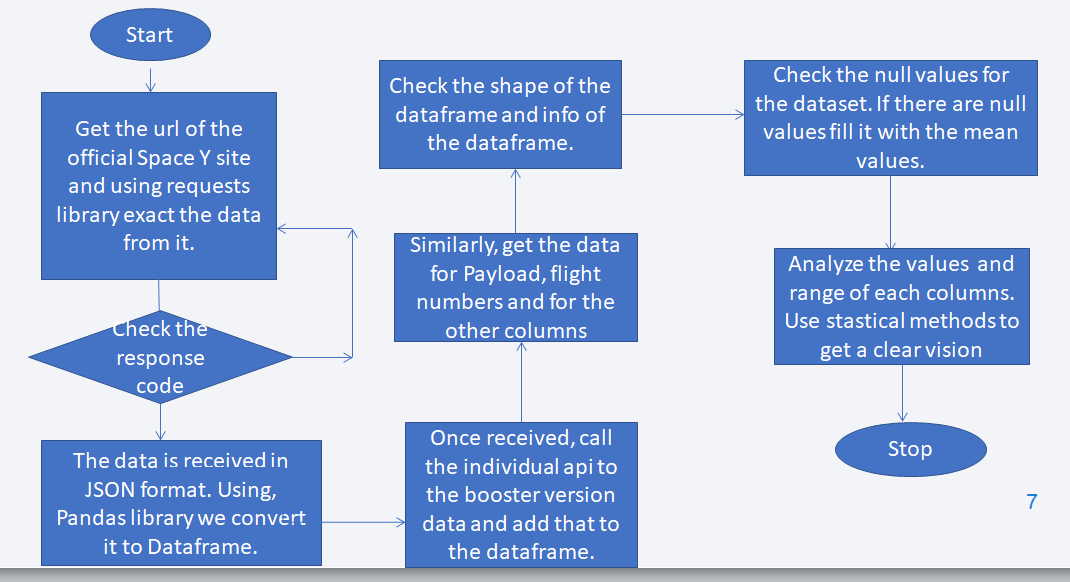 Start
Get the url of the
official Space Y site
and using requests
library exact the data
from it.
Check the
response
code
The data is received in
JSON format. Using,
Pandas library we convert
it to Dataframe.
Once received, call
the individual api to
the booster version
data and add that to
the dataframe.
Similarly, get the data
for Payload, flight
numbers and for the
other columns
Check the shape of the
dataframe and info of
the dataframe.
Check the null values for
the dataset. If there are null
values fill it with the mean
values.
Analyze the values and
range of each columns.
Use stastical methods to
get a clear vision
Stop
7